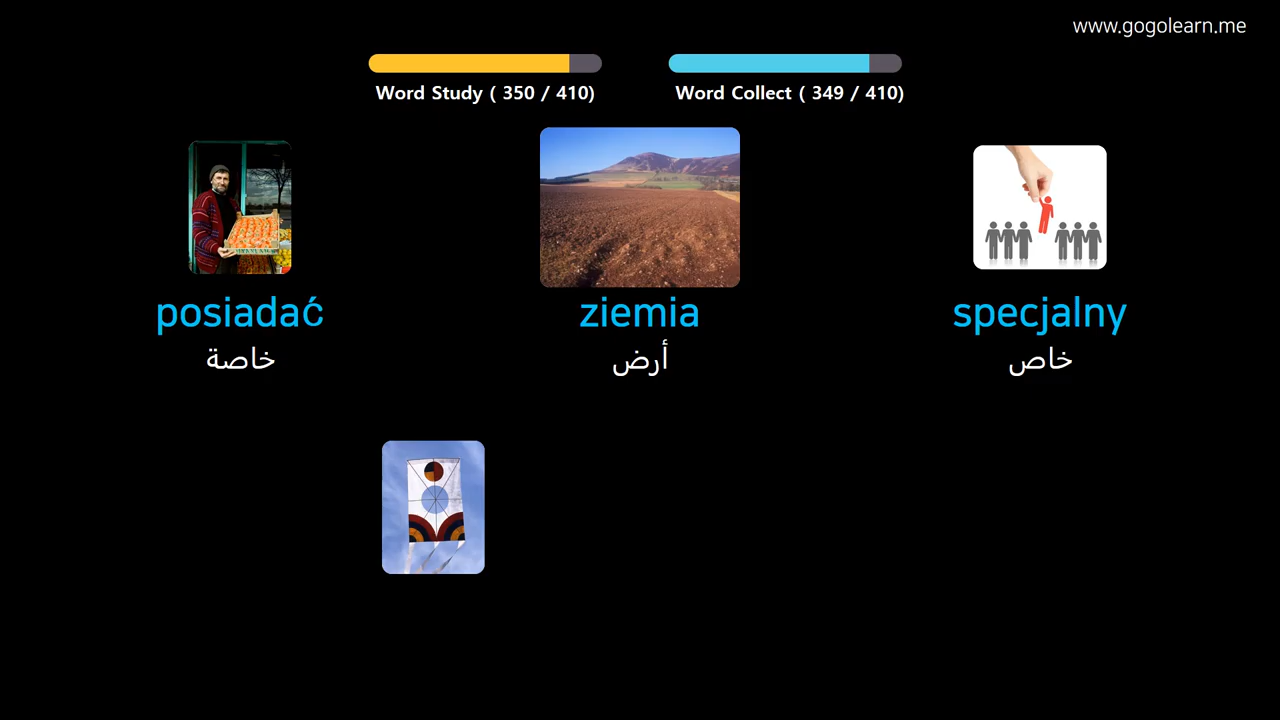 www.gogolearn.me
Word Study ( 350 / 410)
Word Collect ( 349 / 410)
posiadać
خاصة
ziemia
أرض
specjalny
خاص